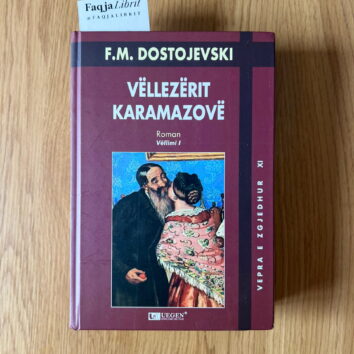 Faqja Librit
#FAQJALIBRIT
F.M. DOSTOJEVSKI
VËLLEZËRIT
KARAMAZOVË
Roman
Vëllimi I
VEPRA E ZGJEDHUR XI
UEGEN